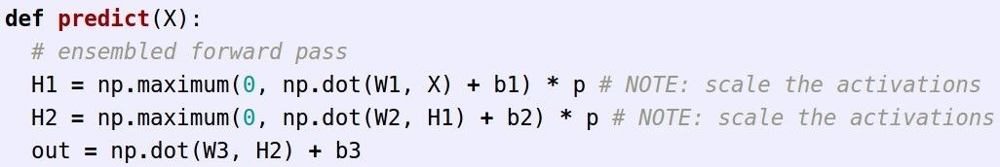 def predict(X):
  # ensembled forward pass
  H1 = np.maximum(0, np.dot(W1, X) + b1) * p # NOTE: scale the activations
  H2 = np.maximum(0, np.dot(W2, H1) + b2) * p # NOTE: scale the activations
  out = np.dot(W3, H2) + b3